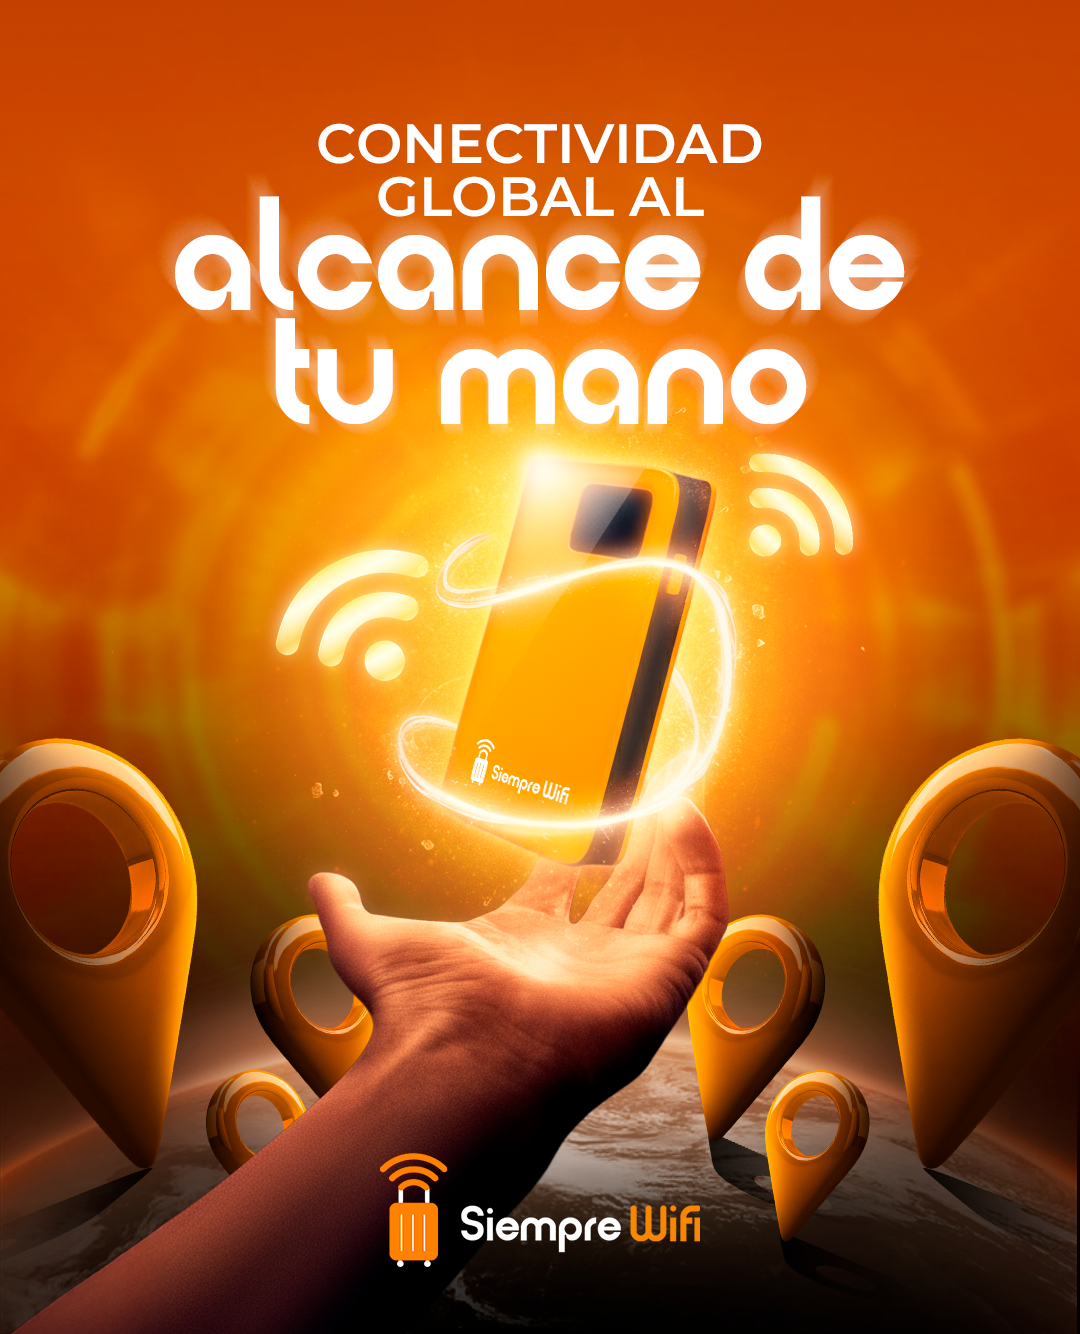 CONECTIVIDAD
GLOBAL AL
alcance de
tu mano
Siempre Wifi
Siempre Wifi